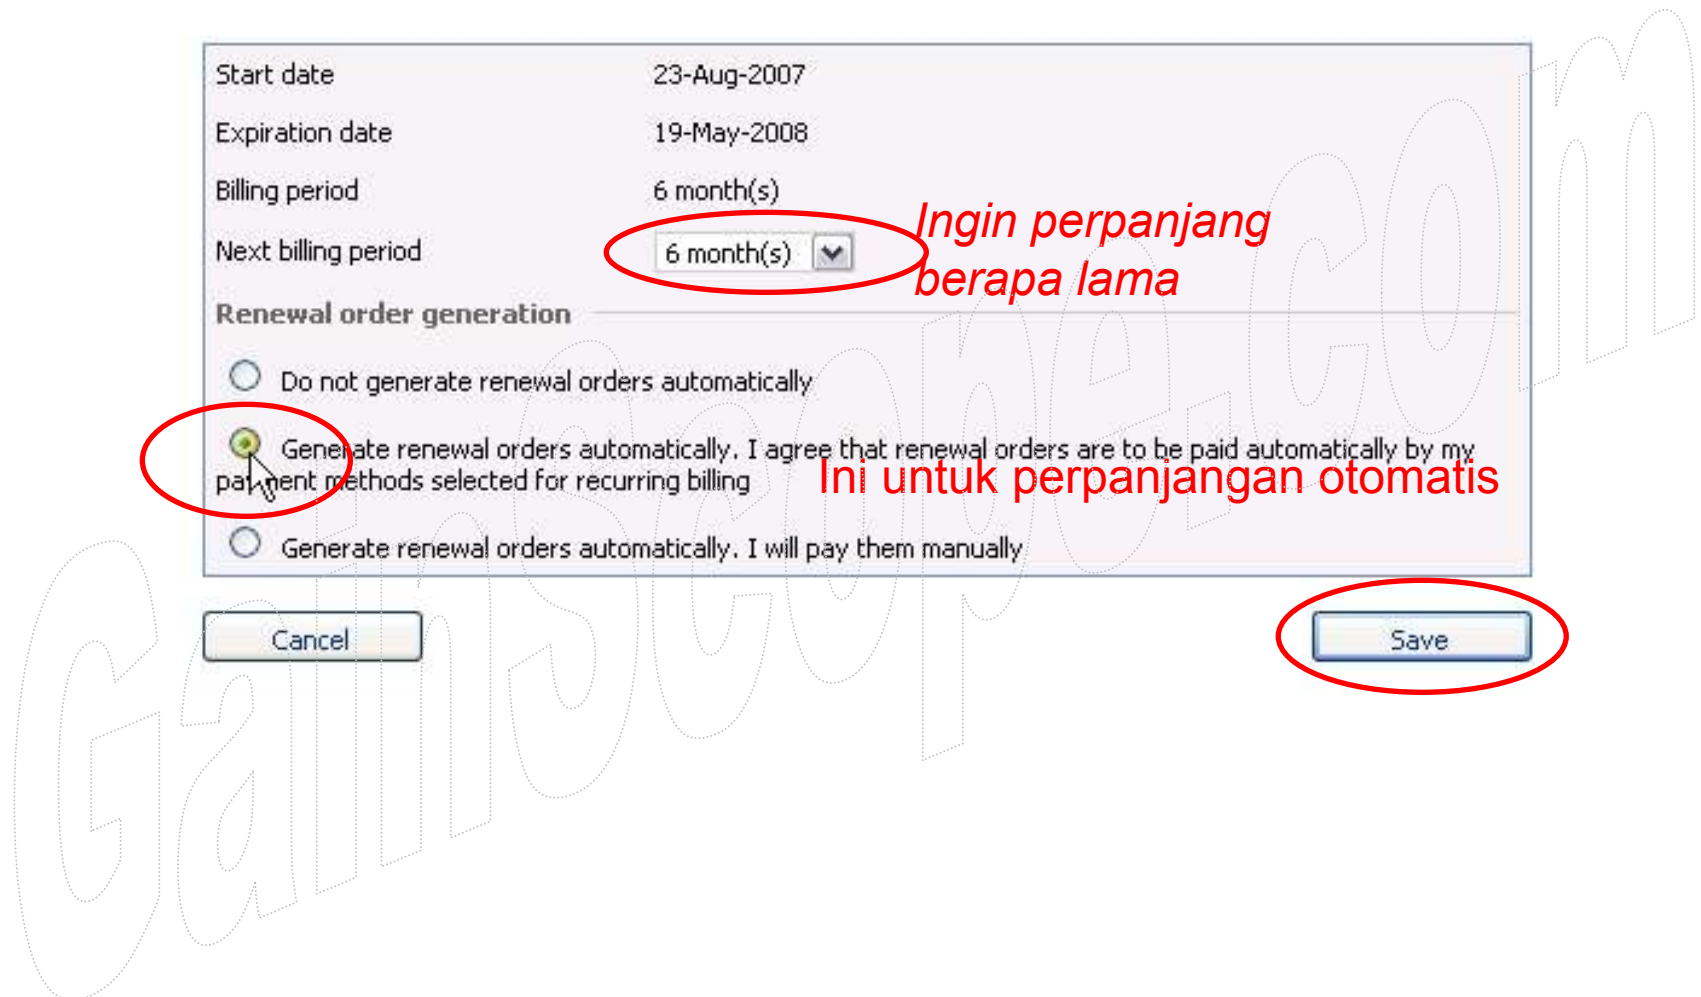 Start date 23-Aug-2007
Expiration date 19-May-2008
Billing period 6 month(s)
Next billing period 6 month(s)
Ingin perpanjang
berapa lama
Renewal order generation
Do not generate renewal orders automatically
Generate renewal orders automatically. I agree that renewal orders are to be paid automatically by my
payment methods selected for recurring billing
Ini untuk perpanjangan otomatis
Generate renewal orders automatically. I will pay them manually
Cancel Save
GainScope.com